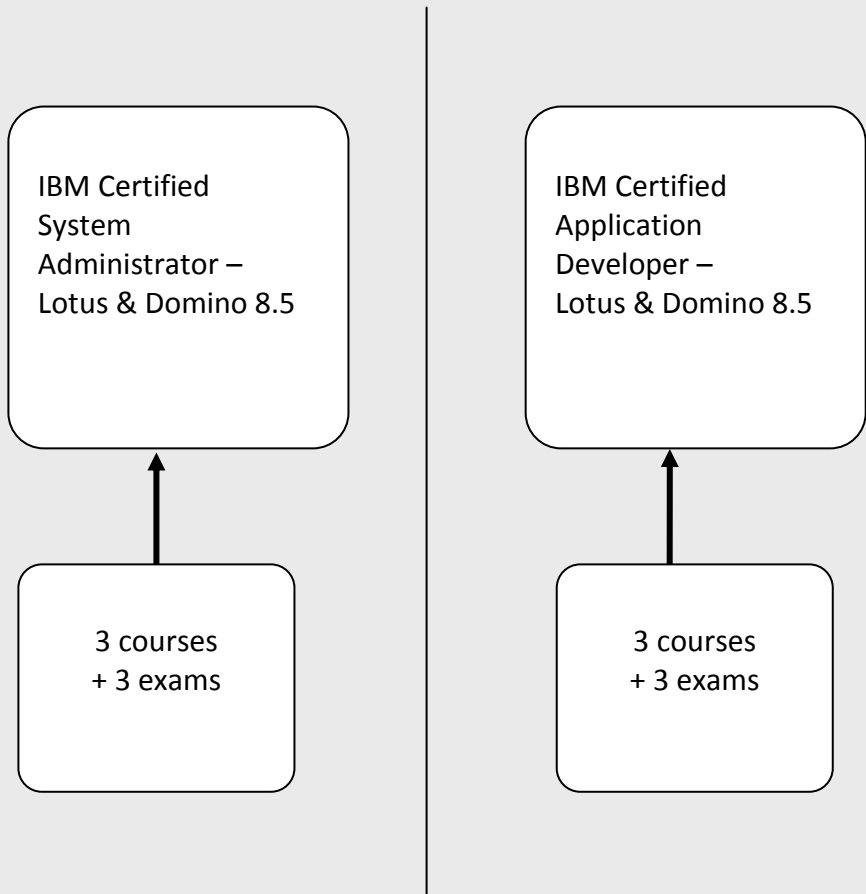 IBM Certified
System
Administrator –
Lotus & Domino 8.5
3 courses
+ 3 exams
IBM Certified
Application
Developer –
Lotus & Domino 8.5
3 courses
+ 3 exams